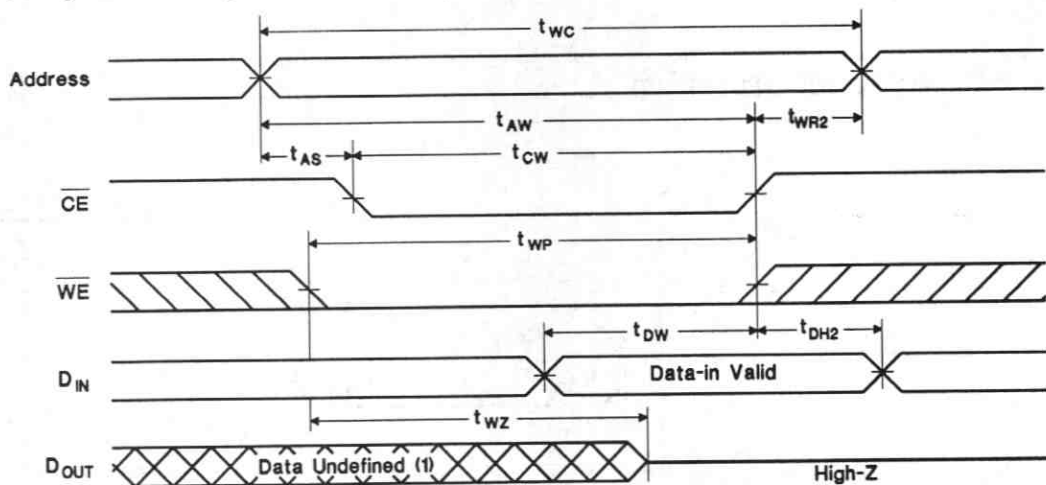 tWC
Address
tAW
tWR2
tAS
tCW
CE
tWP
WE
tDW
tDH2
DIN
Data-in Valid
tWZ
DOUT
Data Undefined (1)
High-Z